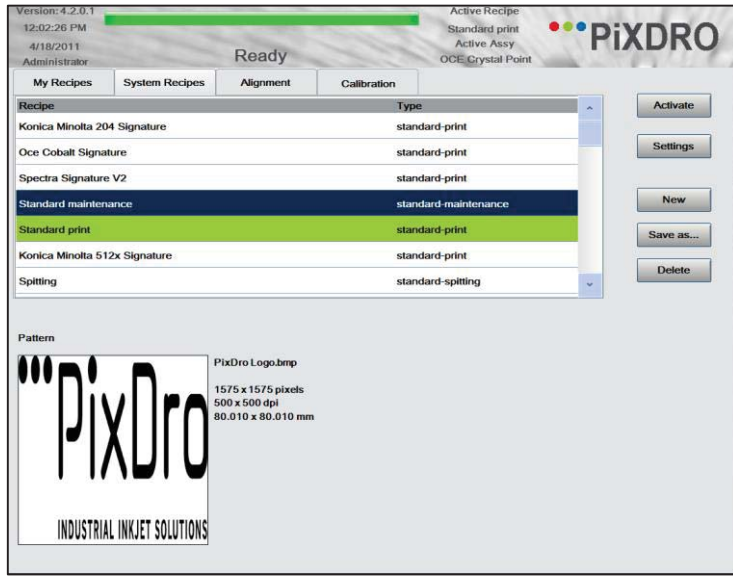 Version: 4.2.0.1
12:02:26 PM
4/18/2011
Administrator
Ready
Active Recipe
Standard print
Active Assy
OCE Crystal Point
PiXDRO
My Recipes System Recipes Alignment Calibration
Recipe Type
Konica Minolta 204 Signature standard-print
Oce Cobalt Signature standard-print
Spectra Signature V2 standard-print
Standard maintenance standard-maintenance
Standard print standard-print
Konica Minolta 512x Signature standard-print
Spitting standard-spitting
Activate
Settings
New
Save as...
Delete
Pattern
PixDro
INDUSTRIAL INKJET SOLUTIONS
PixDro Logo.bmp
1575 x 1575 pixels
500 x 500 dpi
80.010 x 80.010 mm